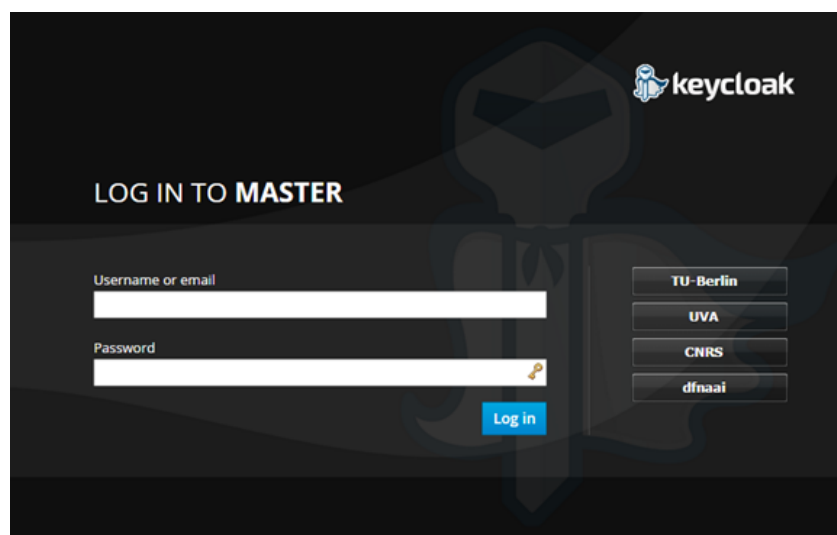 keycloak
LOG IN TO MASTER
Username or email
Password
Log in
TU-Berlin
UVA
CNRS
dfnaai